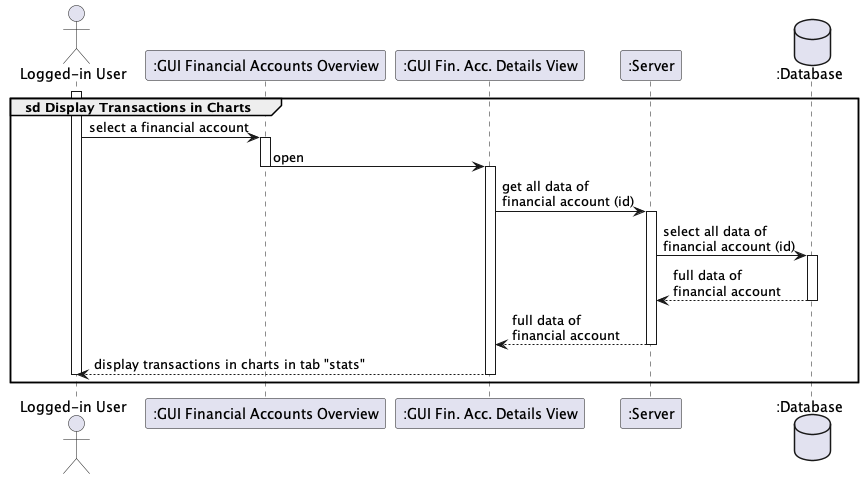 Logged-in User
:GUI Financial Accounts Overview
:GUI Fin. Acc. Details View
:Server
:Database
sd Display Transactions in Charts
select a financial account
open
get all data of
financial account (id)
select all data of
financial account (id)
full data of
financial account
full data of
financial account
display transactions in charts in tab "stats"
Logged-in User
:GUI Financial Accounts Overview
:GUI Fin. Acc. Details View
:Server
:Database